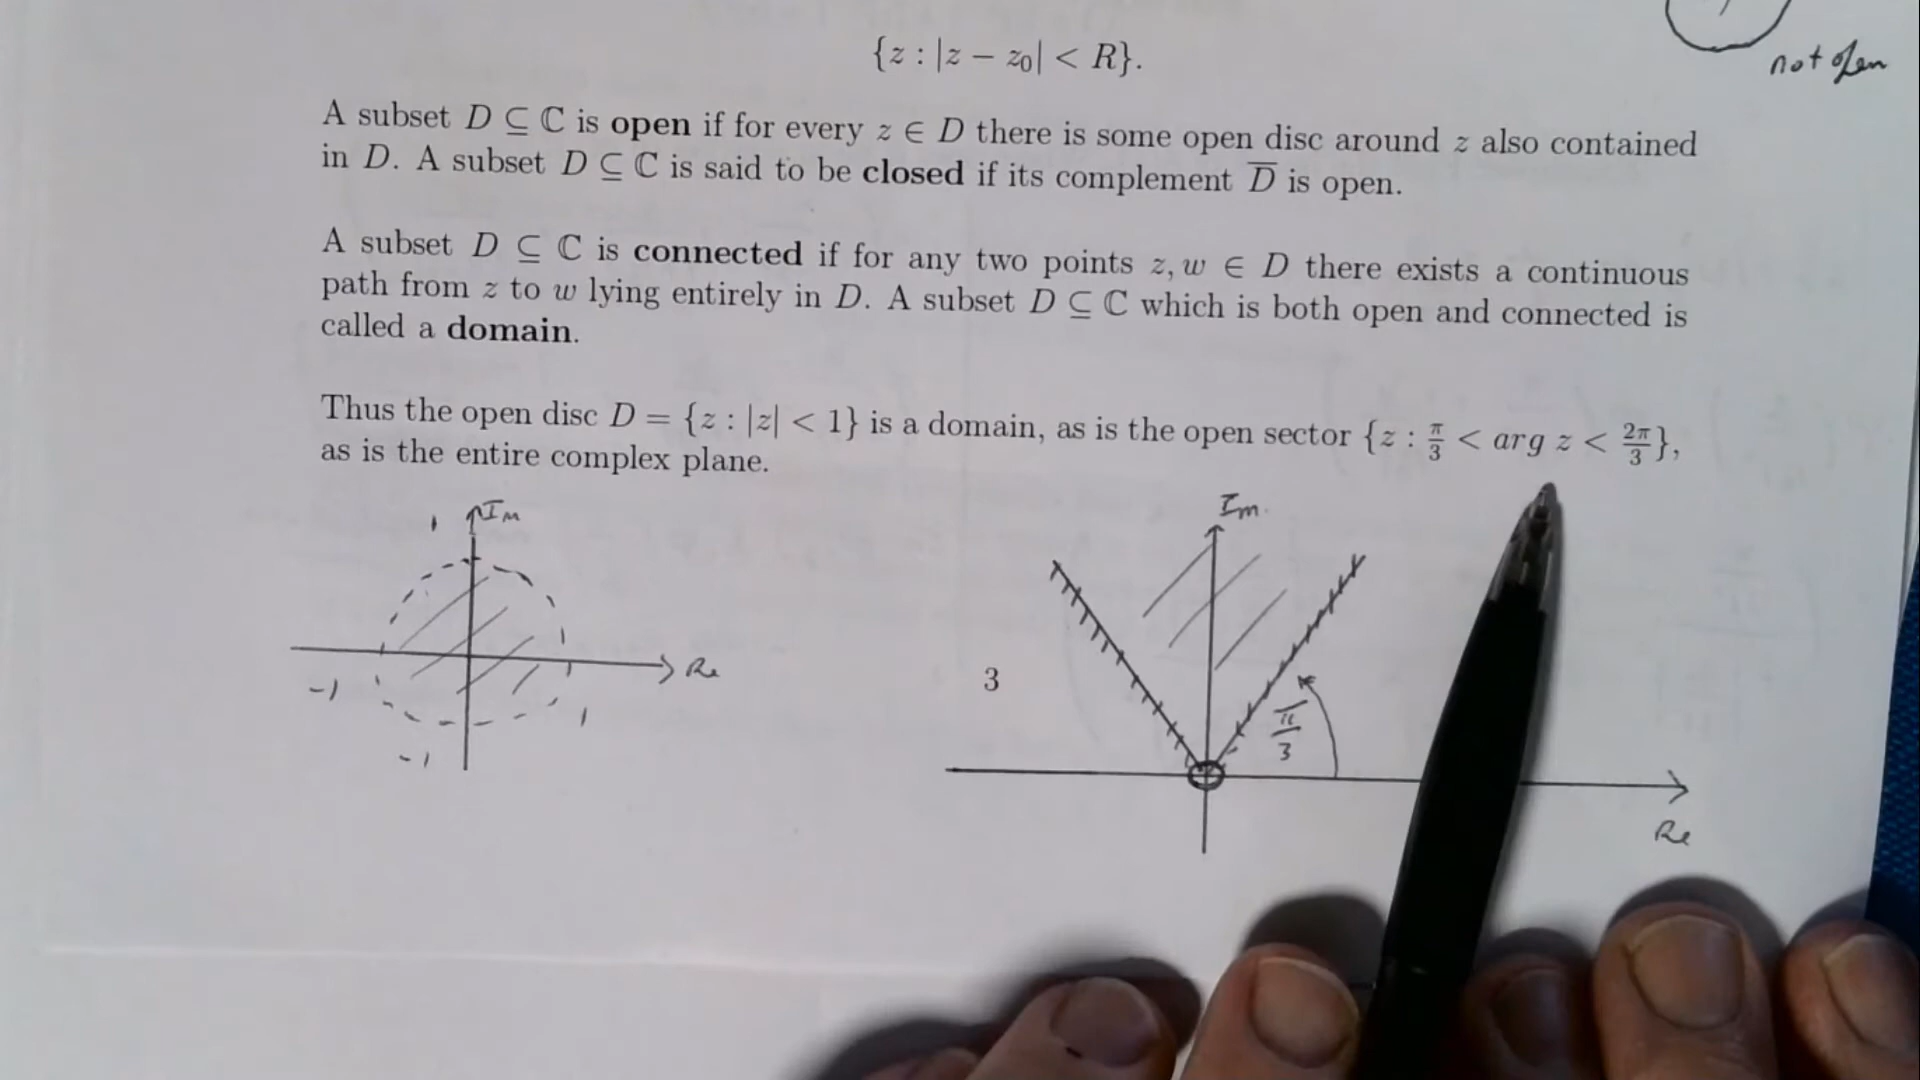 {z : |z − z₀| < R}.
not open
A subset D ⊆ ℂ is open if for every z ∈ D there is some open disc around z also contained
in D. A subset D ⊆ ℂ is said to be closed if its complement D̅ is open.
A subset D ⊆ ℂ is connected if for any two points z, w ∈ D there exists a continuous
path from z to w lying entirely in D. A subset D ⊆ ℂ which is both open and connected is
called a domain.
Thus the open disc D = {z : |z| < 1} is a domain, as is the open sector {z : π/3 < arg z < 2π/3},
as is the entire complex plane.
1 Im
Re
-1
1
-1
3
Im
π/3
Re